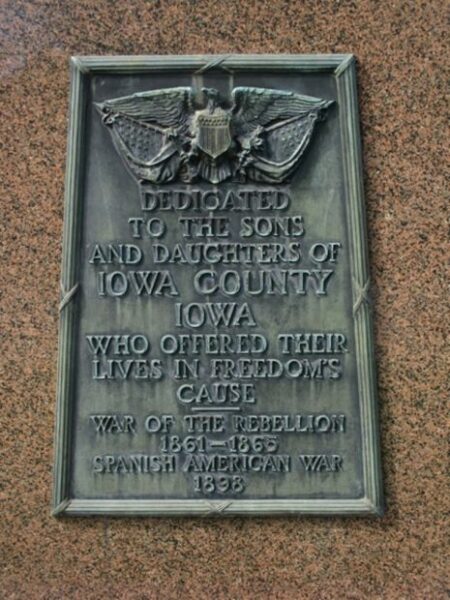 DEDICATED
TO THE SONS
AND DAUGHTERS OF
IOWA COUNTY
IOWA
WHO OFFERED THEIR
LIVES IN FREEDOM'S
CAUSE
WAR OF THE REBELLION
1861-1865
SPANISH AMERICAN WAR
1898